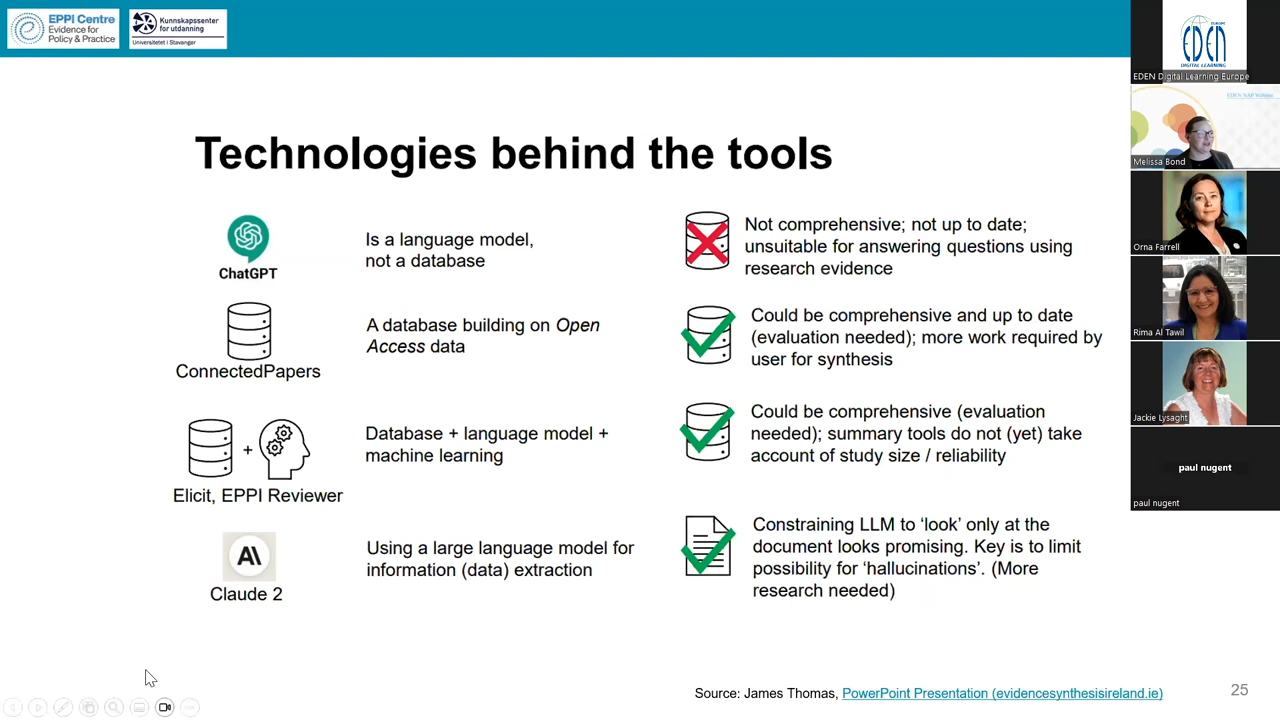 EPPI Centre
Evidence for
Policy & Practice
Kunnskapssenter
for utdanning
Universitetet i Stavanger
Technologies behind the tools
ChatGPT
Is a language model,
not a database
Not comprehensive; not up to date;
unsuitable for answering questions using
research evidence
ConnectedPapers
A database building on Open
Access data
Could be comprehensive and up to date
(evaluation needed); more work required by
user for synthesis
+
Elicit, EPPI Reviewer
Database + language model +
machine learning
Could be comprehensive (evaluation
needed); summary tools do not (yet) take
account of study size / reliability
AI
Claude 2
Using a large language model for
information (data) extraction
Constraining LLM to ‘look’ only at the
document looks promising. Key is to limit
possibility for ‘hallucinations’. (More
research needed)
Source: James Thomas, PowerPoint Presentation (evidencesynthesisireland.ie)
25
EUROPE
EDEN
DIGITAL LEARNING
EDEN Digital Learning Europe
EDEN NAP Webinar
Melissa Bond
Orna Farrell
Rima Al Tawil
Jackie Lysaght
paul nugent
paul nugent